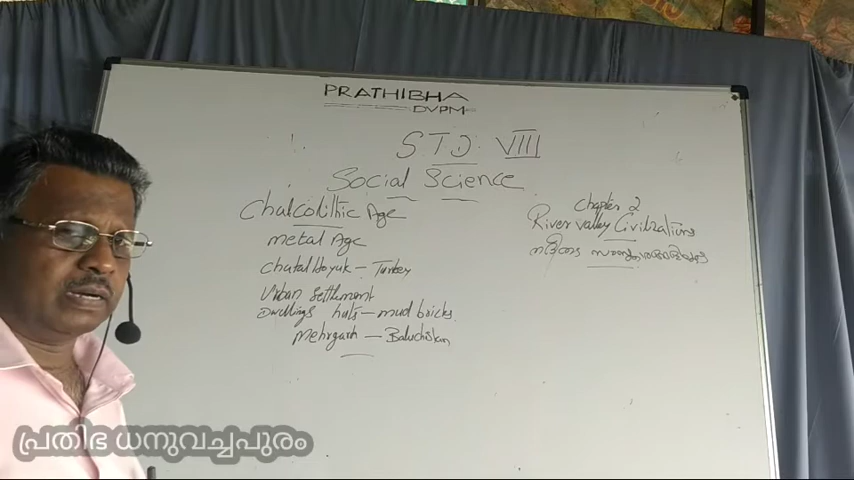 PRATHIBHA
DVPM
STD. VIII
Social Science
Chalcolithic Age
metal Age
Chatal Hoyuk - Turkey
Urban Settlement
Dwellings huts - mud bricks.
Mehrgarh - Baluchistan
Chapter 2
River valley Civilizations
പ്രതിഭ ധനുവച്ചപുരം